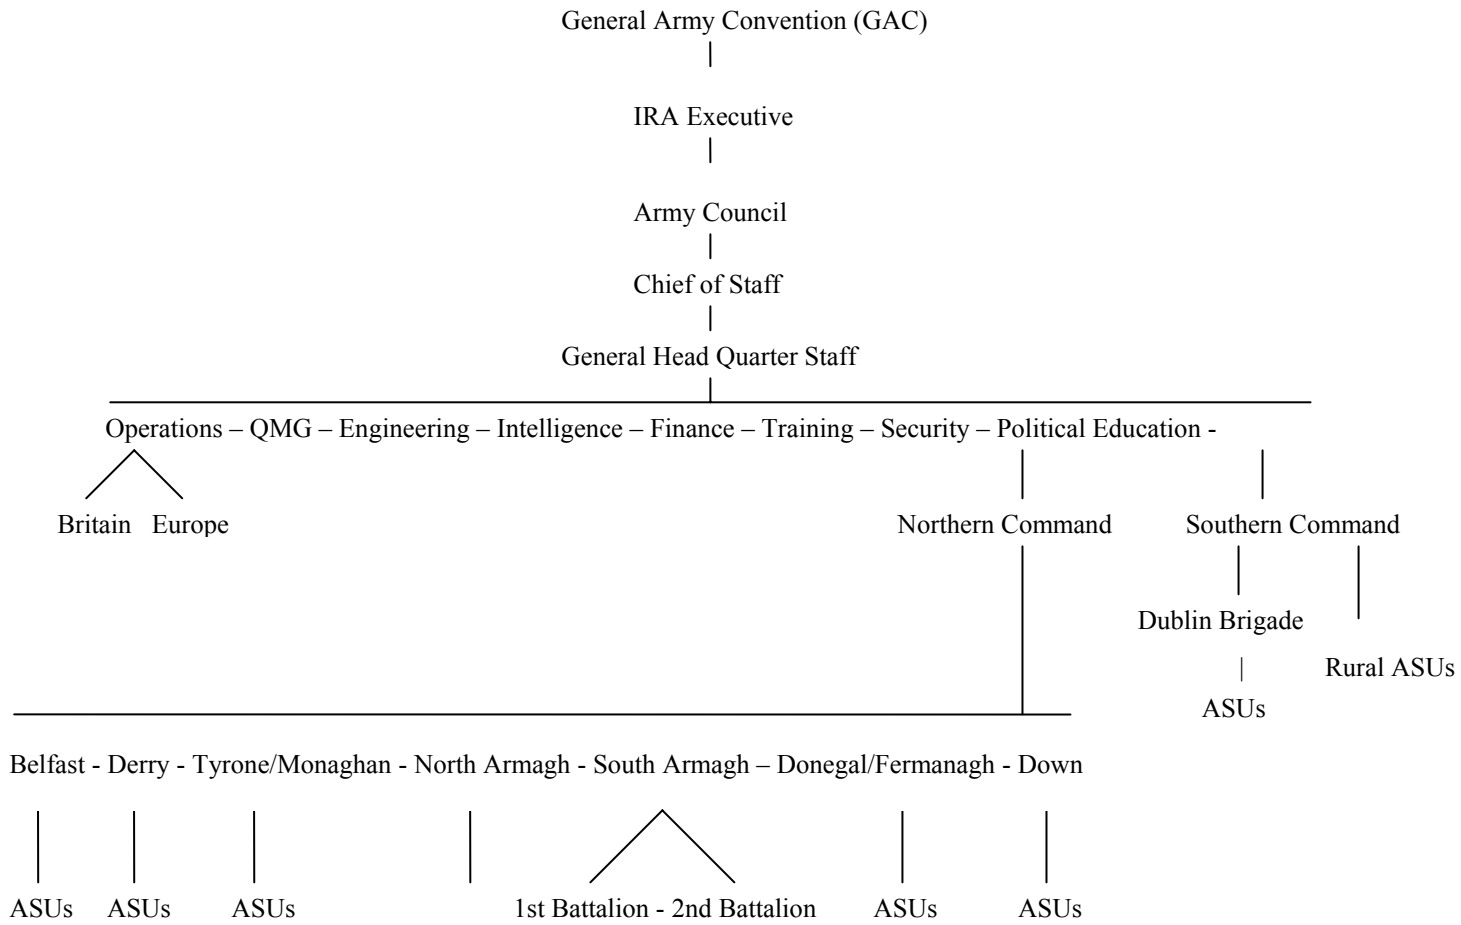 General Army Convention (GAC)
IRA Executive
Army Council
Chief of Staff
General Head Quarter Staff
Operations – QMG – Engineering – Intelligence – Finance – Training – Security – Political Education -
Britain Europe Northern Command Southern Command
Dublin Brigade
Rural ASUs
ASUs
Belfast - Derry - Tyrone/Monaghan - North Armagh - South Armagh – Donegal/Fermanagh - Down
ASUs ASUs ASUs 1st Battalion - 2nd Battalion ASUs ASUs